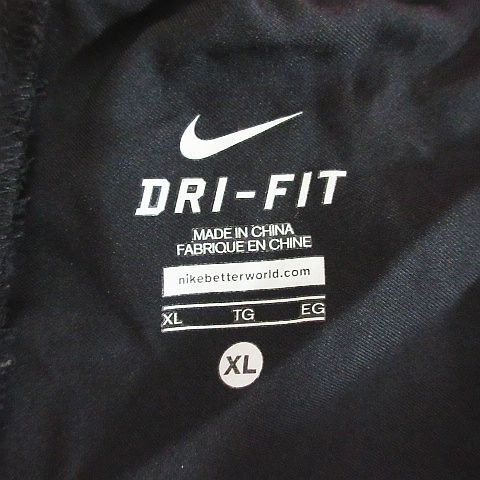 DRI-FIT
MADE IN CHINA
FABRIQUE EN CHINE
nikebetterworld.com
XL TG EG
XL